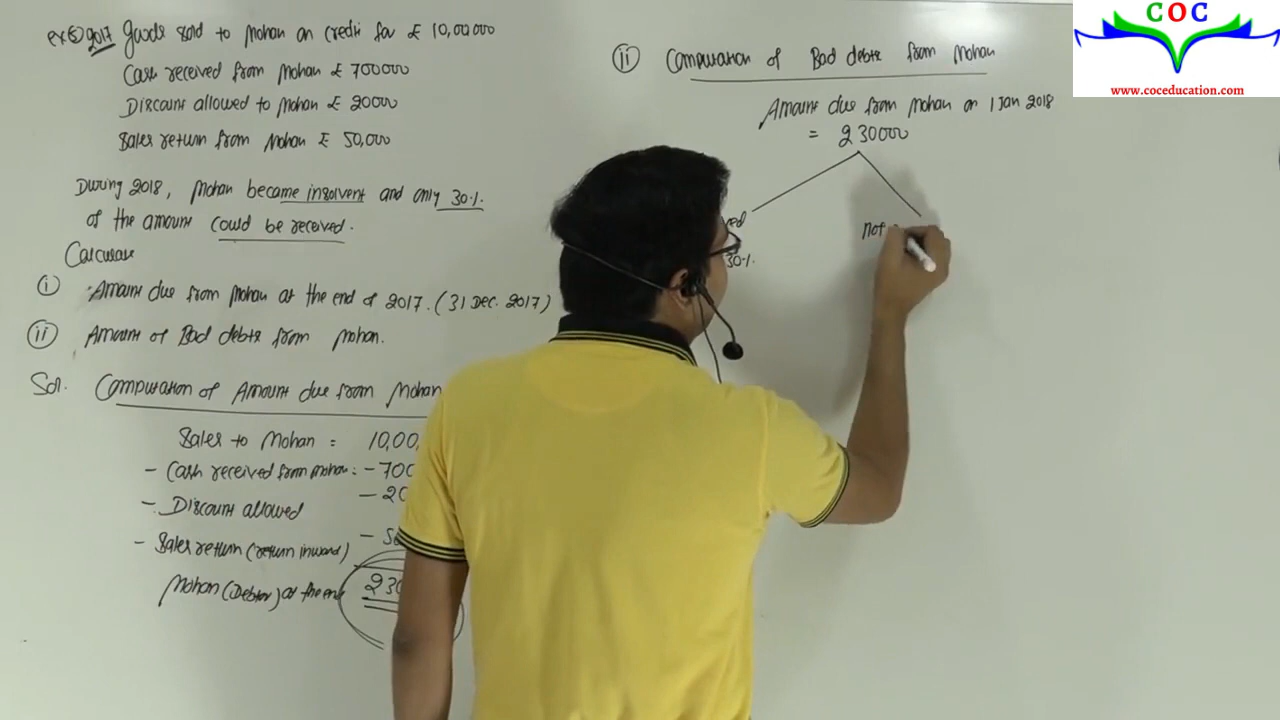 ex ⑤ 2017 Goods sold to Mohan on credit for £ 10,00000
Cash received from Mohan £ 700000
Discount allowed to Mohan £ 20000
Sales return from Mohan £ 50,000
During 2018, Mohan became insolvent and only 30%
of the amount could be received.
Calculate
(i) Amount due from Mohan at the end of 2017. (31 Dec. 2017)
(ii) Amount of Bad debts from Mohan.
Sol. Computation of Amount due from Mohan
Sales to Mohan = 10,00,
- Cash received from Mohan: - 700
- Discount allowed - 20
- Sales return (return inward) - 5
Mohan (Debtor) at the end 230
(ii) Computation of Bad debts from Mohan
Amount due from Mohan on 1 Jan 2018
= 230000
ed
30%
not
COC
www.coceducation.com